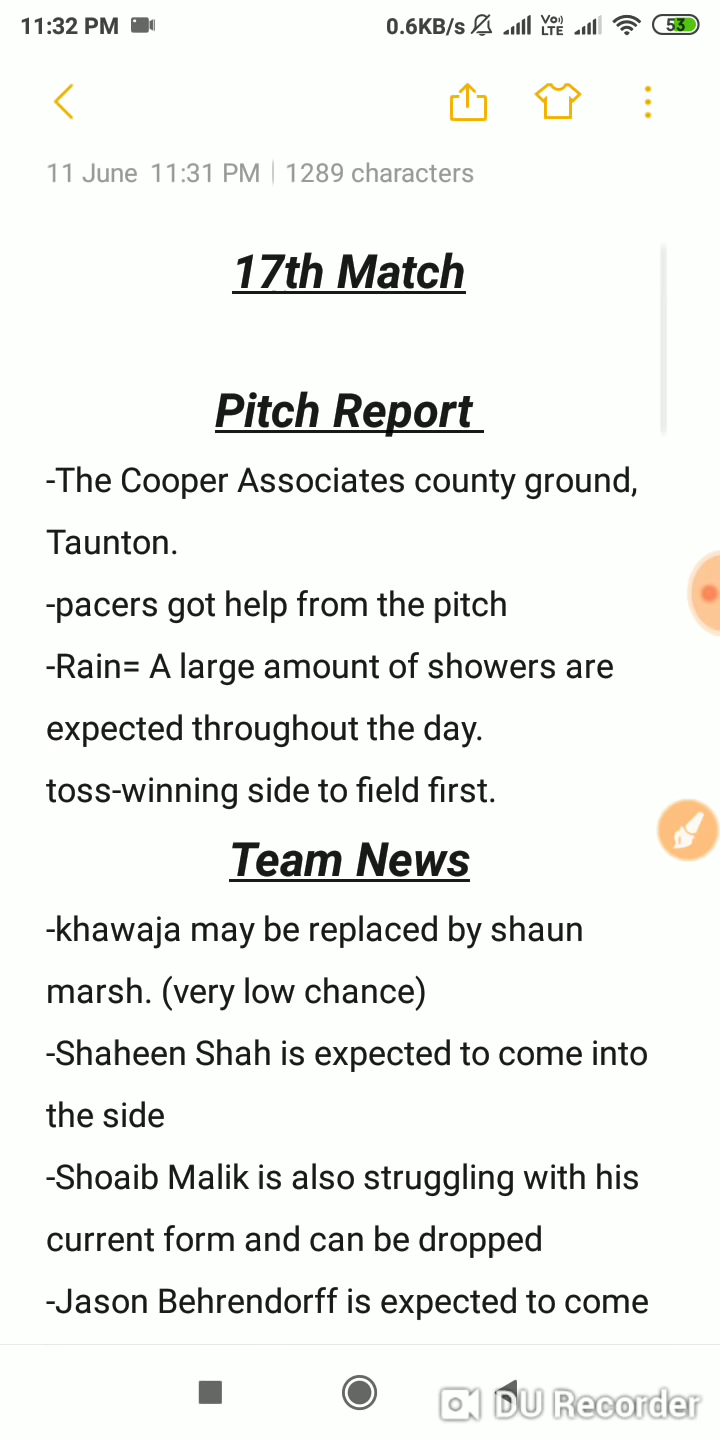 11:32 PM
0.6KB/s
Vo)) LTE
53
11 June 11:31 PM | 1289 characters
17th Match
Pitch Report
-The Cooper Associates county ground,
Taunton.
-pacers got help from the pitch
-Rain= A large amount of showers are
expected throughout the day.
toss-winning side to field first.
Team News
-khawaja may be replaced by shaun
marsh. (very low chance)
-Shaheen Shah is expected to come into
the side
-Shoaib Malik is also struggling with his
current form and can be dropped
-Jason Behrendorff is expected to come
DU Recorder